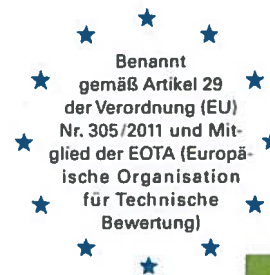 Benannt
gemäß Artikel 29
der Verordnung (EU)
Nr. 305/2011 und Mit-
glied der EOTA (Europä-
ische Organisation
für Technische
Bewertung)